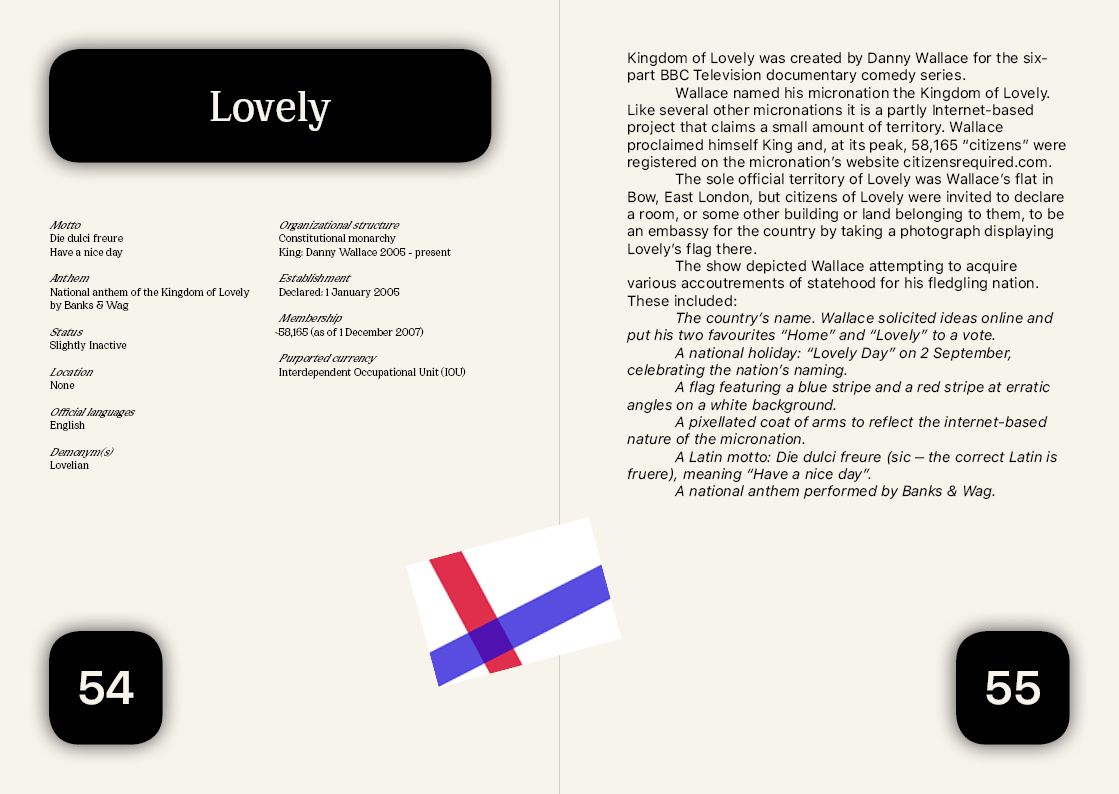 Lovely
Motto
Die dulci freure
Have a nice day
Anthem
National anthem of the Kingdom of Lovely
by Banks & Wag
Status
Slightly Inactive
Location
None
Official languages
English
Demonym(s)
Lovelian
Organizational structure
Constitutional monarchy
King: Danny Wallace 2005 - present
Establishment
Declared: 1 January 2005
Membership
~58,165 (as of 1 December 2007)
Purported currency
Interdependent Occupational Unit (IOU)
54
Kingdom of Lovely was created by Danny Wallace for the six-
part BBC Television documentary comedy series.
Wallace named his micronation the Kingdom of Lovely.
Like several other micronations it is a partly Internet-based
project that claims a small amount of territory. Wallace
proclaimed himself King and, at its peak, 58,165 “citizens” were
registered on the micronation’s website citizensrequired.com.
The sole official territory of Lovely was Wallace’s flat in
Bow, East London, but citizens of Lovely were invited to declare
a room, or some other building or land belonging to them, to be
an embassy for the country by taking a photograph displaying
Lovely’s flag there.
The show depicted Wallace attempting to acquire
various accoutrements of statehood for his fledgling nation.
These included:
The country’s name. Wallace solicited ideas online and
put his two favourites “Home” and “Lovely” to a vote.
A national holiday: “Lovely Day” on 2 September,
celebrating the nation’s naming.
A flag featuring a blue stripe and a red stripe at erratic
angles on a white background.
A pixellated coat of arms to reflect the internet-based
nature of the micronation.
A Latin motto: Die dulci freure (sic – the correct Latin is
fruere), meaning “Have a nice day”.
A national anthem performed by Banks & Wag.
55